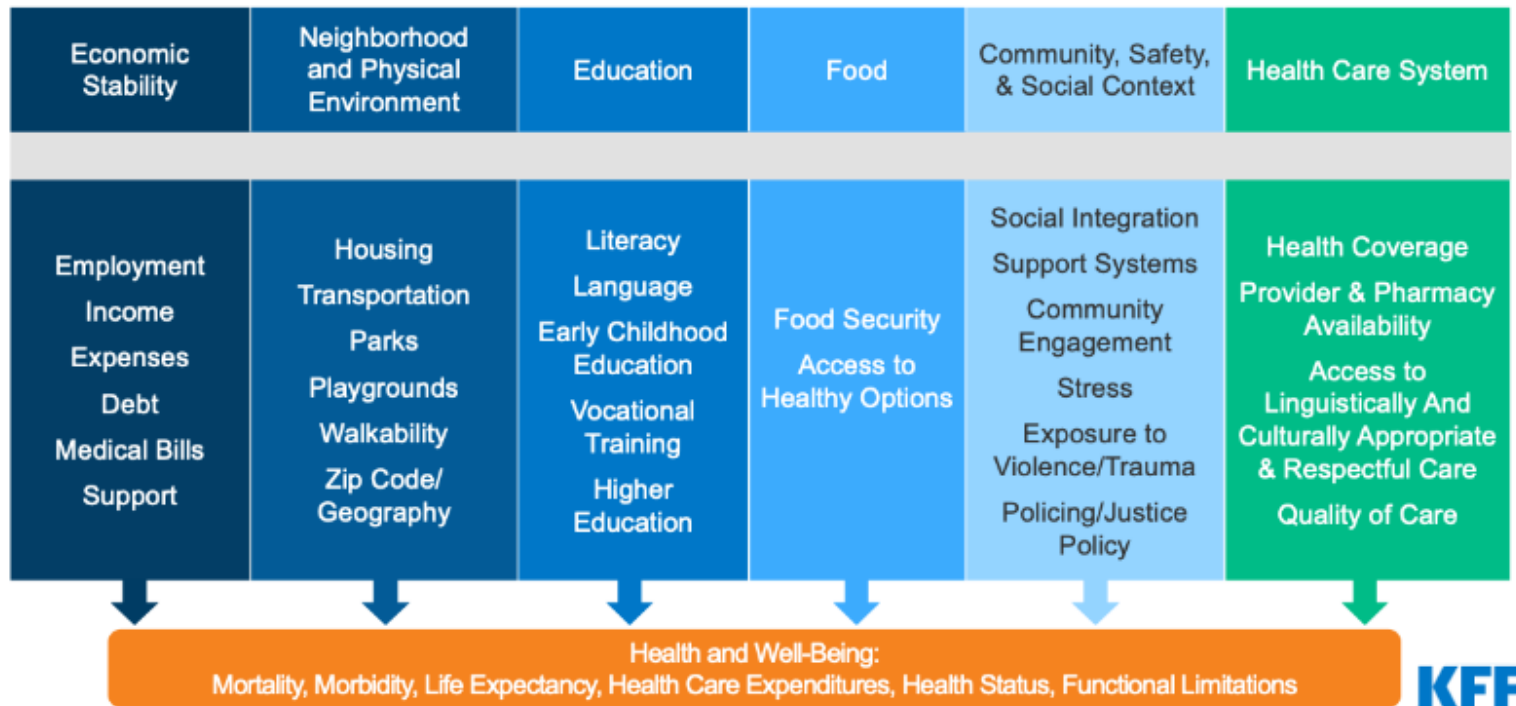 Economic
Stability
Neighborhood
and Physical
Environment
Education
Food
Community, Safety,
& Social Context
Health Care System
Employment
Income
Expenses
Debt
Medical Bills
Support
Housing
Transportation
Parks
Playgrounds
Walkability
Zip Code/
Geography
Literacy
Language
Early Childhood
Education
Vocational
Training
Higher
Education
Food Security
Access to
Healthy Options
Social Integration
Support Systems
Community
Engagement
Stress
Exposure to
Violence/Trauma
Policing/Justice
Policy
Health Coverage
Provider & Pharmacy
Availability
Access to
Linguistically And
Culturally Appropriate
& Respectful Care
Quality of Care
Health and Well-Being:
Mortality, Morbidity, Life Expectancy, Health Care Expenditures, Health Status, Functional Limitations
KFF